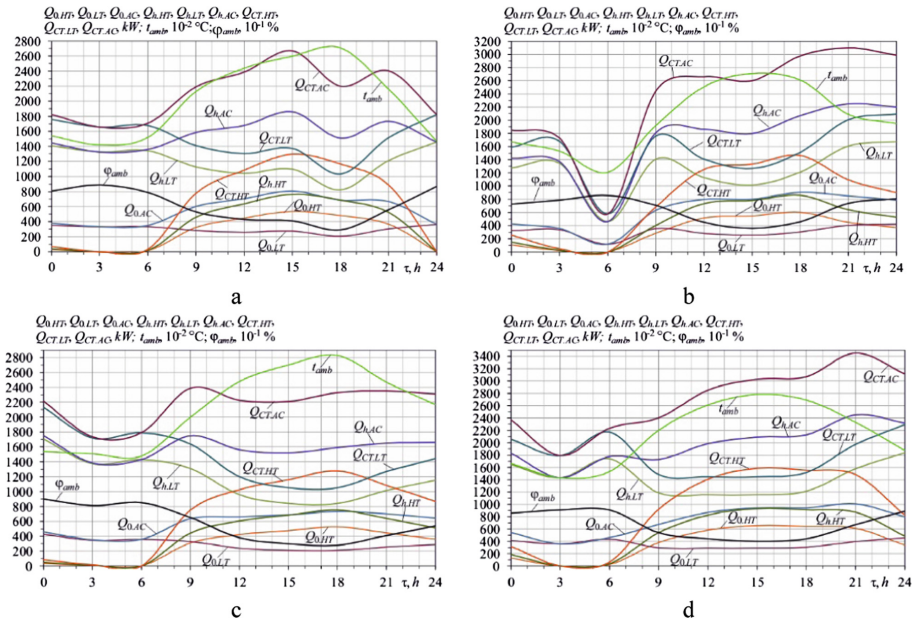 Q0.HT, Q0.LT, Q0.AC, Qh.HT, Qh.LT, Qh.AC, QCT.HT,
QCT.LT, QCT.AC, kW; tamb, 10-2 °C; φamb, 10-1 %
2800
2600
2400
2200
2000
1800
1600
1400
1200
1000
800
600
400
200
0
QCT.AC
tamb
Qh.AC
QCT.LT
Qh.LT
φamb
QCT.HT
Qh.HT
Q0.AC
Q0.HT
Q0.LT
0 3 6 9 12 15 18 21 τ, h 24
a
Q0.HT, Q0.LT, Q0.AC, Qh.HT, Qh.LT, Qh.AC, QCT.HT,
QCT.LT, QCT.AC, kW; tamb, 10-2 °C; φamb, 10-1 %
3200
3000
2800
2600
2400
2200
2000
1800
1600
1400
1200
1000
800
600
400
200
0
QCT.AC
tamb
Qh.AC
QCT.LT
Qh.LT
φamb
QCT.HT
Q0.AC
Q0.HT
Qh.HT
Q0.LT
0 3 6 9 12 15 18 21 τ, h 24
b
Q0.HT, Q0.LT, Q0.AC, Qh.HT, Qh.LT, Qh.AC, QCT.HT,
QCT.LT, QCT.AC, kW; tamb, 10-2 °C; φamb, 10-1 %
2800
2600
2400
2200
2000
1800
1600
1400
1200
1000
800
600
400
200
0
tamb
QCT.AC
Qh.AC
QCT.HT
QCT.LT
Qh.LT
φamb
Qh.HT
Q0.AC
Q0.HT
Q0.LT
0 3 6 9 12 15 18 21 τ, h 24
c
Q0.HT, Q0.LT, Q0.AC, Qh.HT, Qh.LT, Qh.AC, QCT.HT,
QCT.LT, QCT.AC, kW; tamb, 10-2 °C; φamb, 10-1 %
3400
3200
3000
2800
2600
2400
2200
2000
1800
1600
1400
1200
1000
800
600
400
200
0
QCT.AC
tamb
Qh.AC
QCT.LT
QCT.HT
Qh.LT
φamb
Q0.AC
Q0.HT
Qh.HT
Q0.LT
0 3 6 9 12 15 18 21 τ, h 24
d